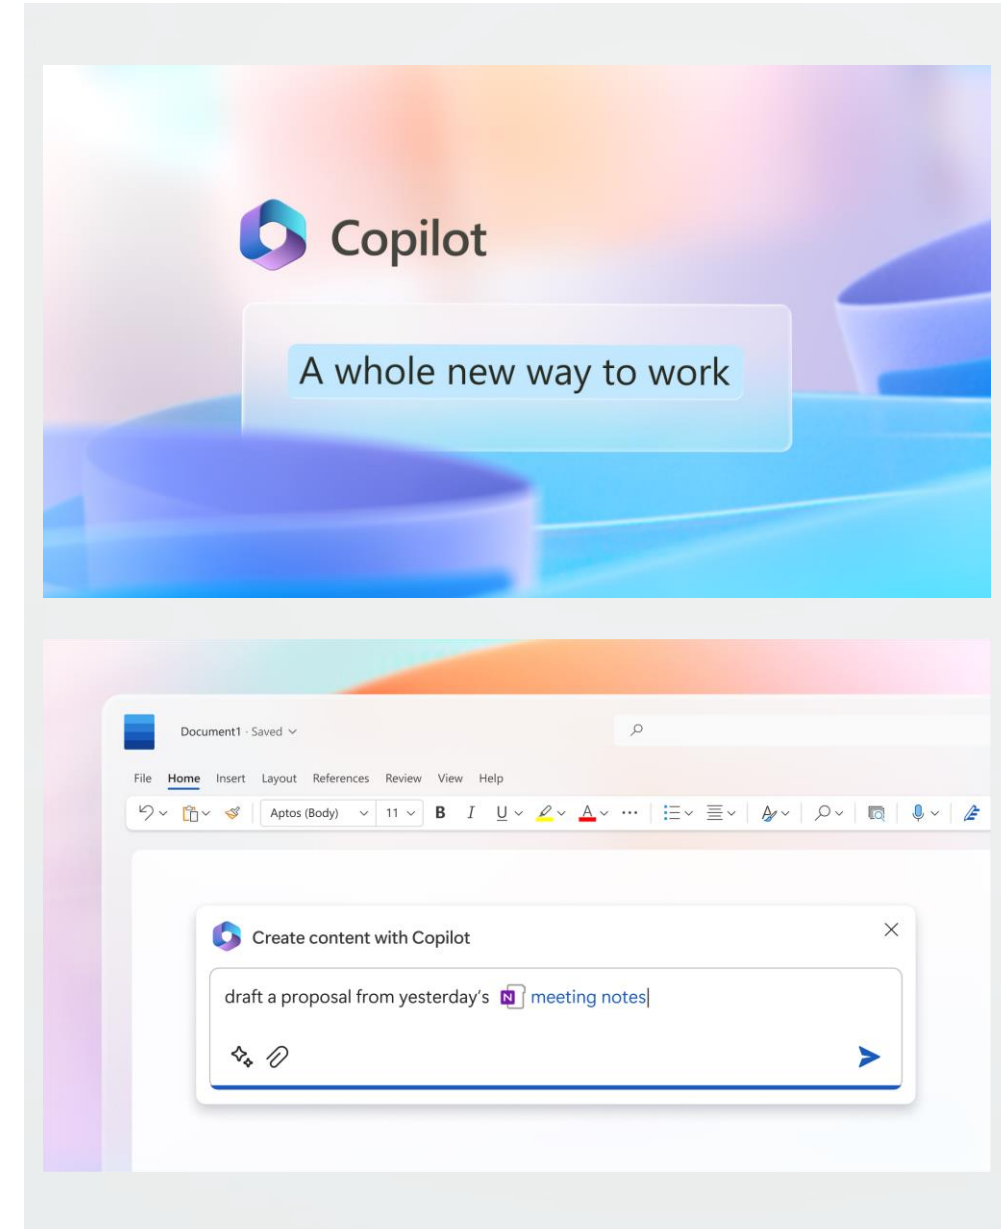 Copilot
A whole new way to work
Document1 · Saved
File Home Insert Layout References Review View Help
Aptos (Body) 11 B I U A A
Create content with Copilot
draft a proposal from yesterday's N meeting notes